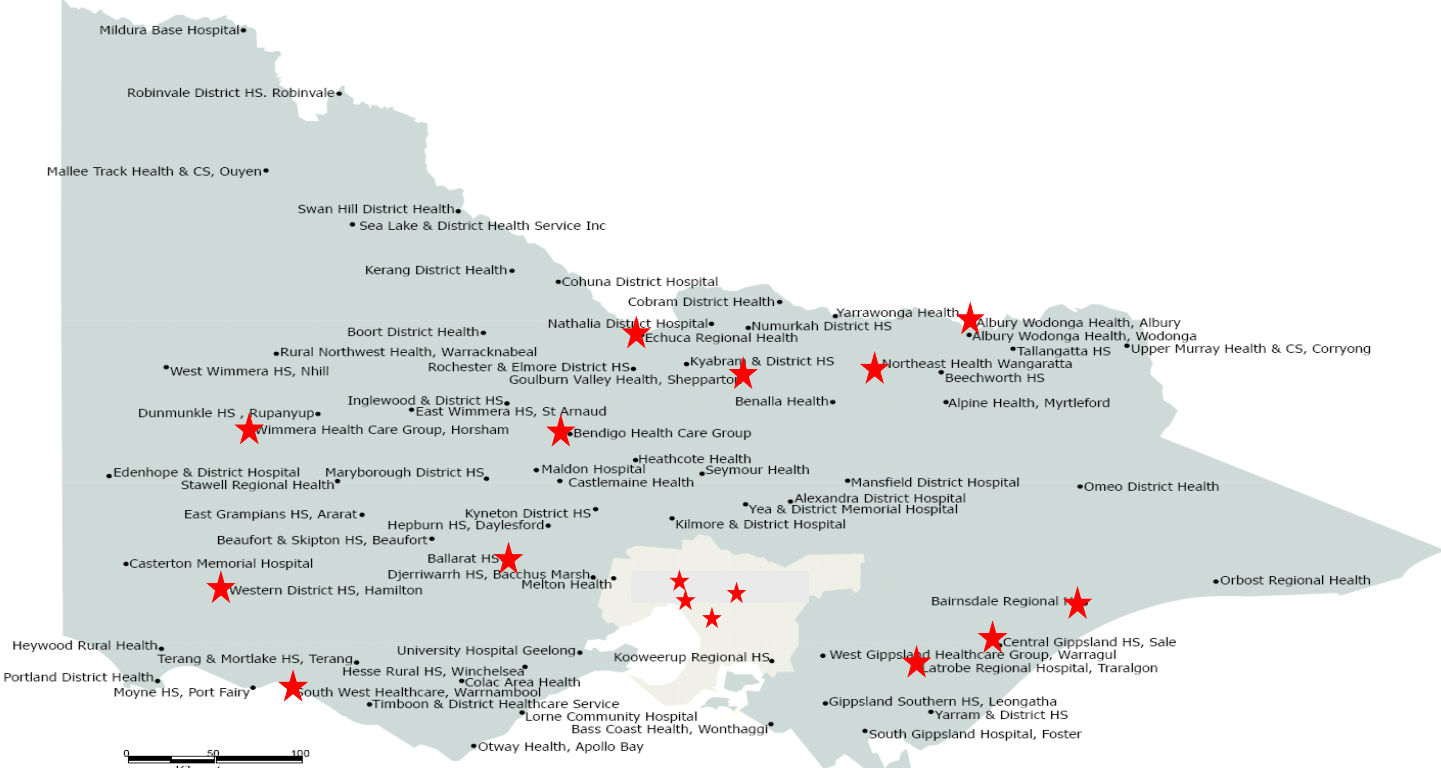 Mildura Base Hospital
Robinvale District HS. Robinvale
Mallee Track Health & CS, Ouyen
Swan Hill District Health
Sea Lake & District Health Service Inc
Kerang District Health
Cohuna District Hospital
Cobram District Health
Yarrawonga Health
Nathalia District Hospital
Numurkah District HS
Albury Wodonga Health, Albury
Boort District Health
Echuca Regional Health
Albury Wodonga Health, Wodonga
Rural Northwest Health, Warracknabeal
Tallangatta HS
Upper Murray Health & CS, Corryong
West Wimmera HS, Nhill
Rochester & Elmore District HS
Kyabram & District HS
Northeast Health Wangaratta
Goulburn Valley Health, Shepparton
Beechworth HS
Inglewood & District HS
Benalla Health
Alpine Health, Myrtleford
Dunmunkle HS , Rupanyup
East Wimmera HS, St Arnaud
Wimmera Health Care Group, Horsham
Bendigo Health Care Group
Heathcote Health
Edenhope & District Hospital
Maryborough District HS
Maldon Hospital
Seymour Health
Stawell Regional Health
Castlemaine Health
Mansfield District Hospital
Omeo District Health
Alexandra District Hospital
East Grampians HS, Ararat
Kyneton District HS
Yea & District Memorial Hospital
Hepburn HS, Daylesford
Kilmore & District Hospital
Beaufort & Skipton HS, Beaufort
Ballarat HS
Casterton Memorial Hospital
Djerriwarrh HS, Bacchus Marsh
Melton Health
Orbost Regional Health
Western District HS, Hamilton
Bairnsdale Regional
Heywood Rural Health
University Hospital Geelong
Central Gippsland HS, Sale
Terang & Mortlake HS, Terang
Kooweerup Regional HS
West Gippsland Healthcare Group, Warragul
Hesse Rural HS, Winchelsea
Latrobe Regional Hospital, Traralgon
Portland District Health
Colac Area Health
Moyne HS, Port Fairy
South West Healthcare, Warrnambool
Timboon & District Healthcare Service
Gippsland Southern HS, Leongatha
Lorne Community Hospital
Yarram & District HS
Bass Coast Health, Wonthaggi
South Gippsland Hospital, Foster
Otway Health, Apollo Bay
0 50 100